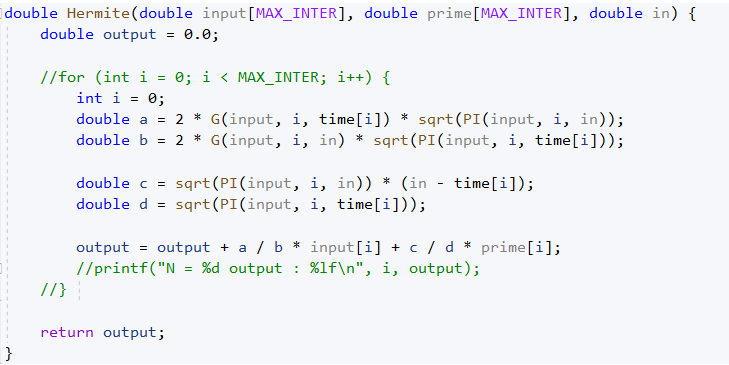 double Hermite(double input[MAX_INTER], double prime[MAX_INTER], double in) {
    double output = 0.0;

    //for (int i = 0; i < MAX_INTER; i++) {
        int i = 0;
        double a = 2 * G(input, i, time[i]) * sqrt(PI(input, i, in));
        double b = 2 * G(input, i, in) * sqrt(PI(input, i, time[i]));

        double c = sqrt(PI(input, i, in)) * (in - time[i]);
        double d = sqrt(PI(input, i, time[i]));

        output = output + a / b * input[i] + c / d * prime[i];
        //printf("N = %d output : %lf\n", i, output);
    //}

    return output;
}